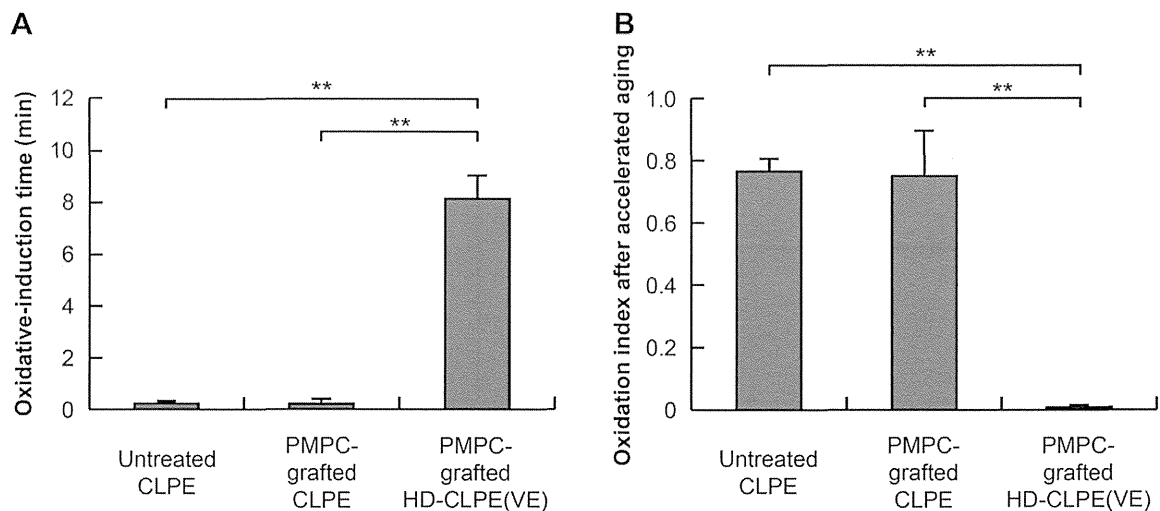 A
Oxidative-induction time (min)
12
10
8
6
4
2
0
**
**
Untreated
CLPE
PMPC-
grafted
CLPE
PMPC-
grafted
HD-CLPE(VE)
B
Oxidation index after accelerated aging
1.0
0.8
0.6
0.4
0.2
0
**
**
Untreated
CLPE
PMPC-
grafted
CLPE
PMPC-
grafted
HD-CLPE(VE)